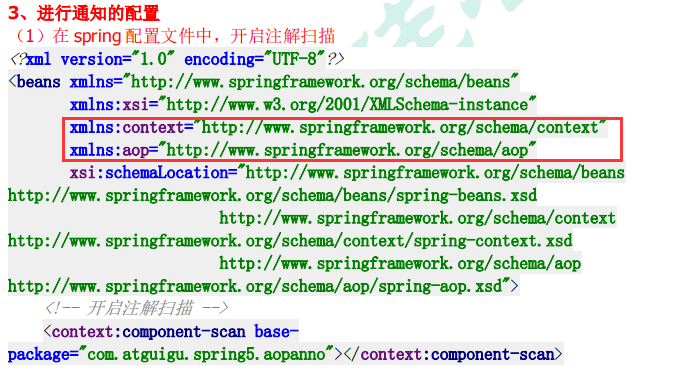 3、进行通知的配置
（1）在 spring 配置文件中，开启注解扫描
<?xml version="1.0" encoding="UTF-8"?>
<beans xmlns="http://www.springframework.org/schema/beans"
xmlns:xsi="http://www.w3.org/2001/XMLSchema-instance"
xmlns:context="http://www.springframework.org/schema/context"
xmlns:aop="http://www.springframework.org/schema/aop"
xsi:schemaLocation="http://www.springframework.org/schema/beans
http://www.springframework.org/schema/beans/spring-beans.xsd
http://www.springframework.org/schema/context
http://www.springframework.org/schema/context/spring-context.xsd
http://www.springframework.org/schema/aop
http://www.springframework.org/schema/aop/spring-aop.xsd">
<!-- 开启注解扫描 -->
<context:component-scan base-
package="com.atguigu.spring5.aopanno"></context:component-scan>